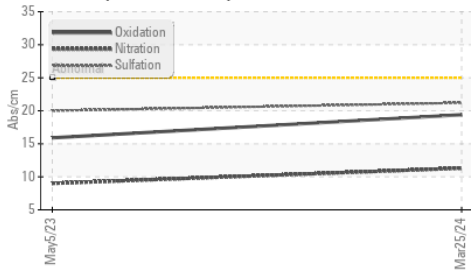 35
30
25
20
15
10
5
Abs/cm
Oxidation
Nitration
Sulfation
Abnormal
May5/23
Mar25/24